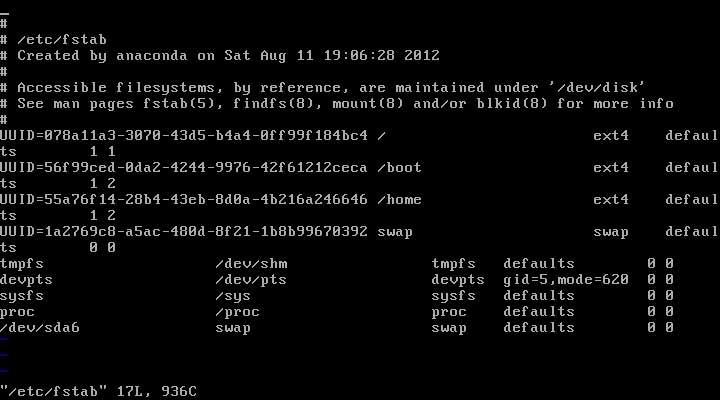 #
# /etc/fstab
# Created by anaconda on Sat Aug 11 19:06:28 2012
#
# Accessible filesystems, by reference, are maintained under '/dev/disk'
# See man pages fstab(5), findfs(8), mount(8) and/or blkid(8) for more info
#
UUID=078a11a3-3070-43d5-b4a4-0ff99f184bc4 /                       ext4    defaul
ts        1 1
UUID=56f99ced-0da2-4244-9976-42f61212ceca /boot                   ext4    defaul
ts        1 2
UUID=55a76f14-28b4-43eb-8d0a-4b216a246646 /home                   ext4    defaul
ts        1 2
UUID=1a2769c8-a5ac-480d-8f21-1b8b99670392 swap                    swap    defaul
ts        0 0
tmpfs                   /dev/shm                tmpfs   defaults        0 0
devpts                  /dev/pts                devpts  gid=5,mode=620  0 0
sysfs                   /sys                    sysfs   defaults        0 0
proc                    /proc                   proc    defaults        0 0
/dev/sda6               swap                    swap    defaults        0 0
~
~
~
"/etc/fstab" 17L, 936C